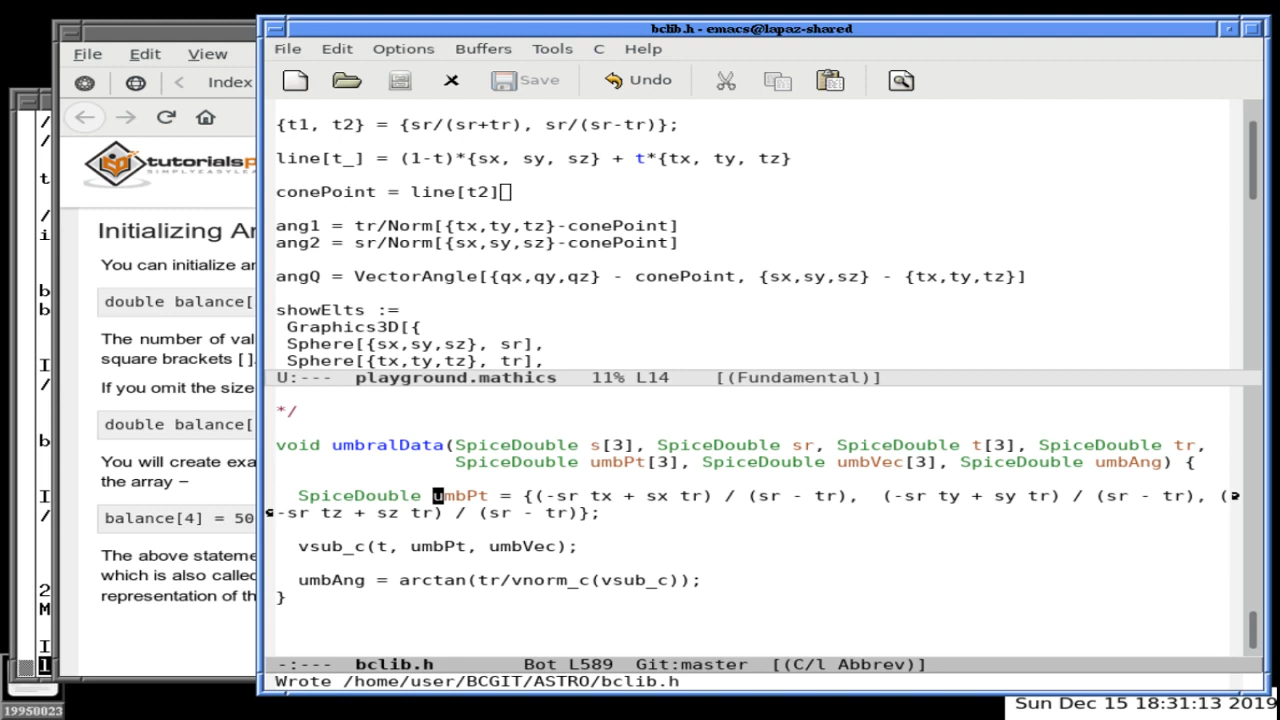 bclib.h - emacs@lapaz-shared
File Edit Options Buffers Tools C Help
Save Undo
{t1, t2} = {sr/(sr+tr), sr/(sr-tr)};
line[t_] = (1-t)*{sx, sy, sz} + t*{tx, ty, tz}
conePoint = line[t2]
ang1 = tr/Norm[{tx,ty,tz}-conePoint]
ang2 = sr/Norm[{sx,sy,sz}-conePoint]
angQ = VectorAngle[{qx,qy,qz} - conePoint, {sx,sy,sz} - {tx,ty,tz}]
showElts :=
Graphics3D[{
Sphere[{sx,sy,sz}, sr],
Sphere[{tx,ty,tz}, tr],
U:--- playground.mathics 11% L14 [(Fundamental)]
*/
void umbralData(SpiceDouble s[3], SpiceDouble sr, SpiceDouble t[3], SpiceDouble tr,
SpiceDouble umbPt[3], SpiceDouble umbVec[3], SpiceDouble umbAng) {
SpiceDouble umbPt = {(-sr tx + sx tr) / (sr - tr), (-sr ty + sy tr) / (sr - tr), (
-sr tz + sz tr) / (sr - tr)};
vsub_c(t, umbPt, umbVec);
umbAng = arctan(tr/vnorm_c(vsub_c));
}
-:--- bclib.h Bot L589 Git:master [(C/l Abbrev)]
Wrote /home/user/BCGIT/ASTRO/bclib.h
File Edit View
Index
tutorialsp
SIMPLYEASYLE
Initializing Ar
You can initialize ar
double balance[
The number of val
square brackets [ ].
If you omit the size
double balance[
You will create exa
the array −
balance[4] = 50
The above stateme
which is also called
representation of th
/
/
t
/
i
b
b
I
/
b
I
/
2
M
I
l
19950023
Sun Dec 15 18:31:13 2019